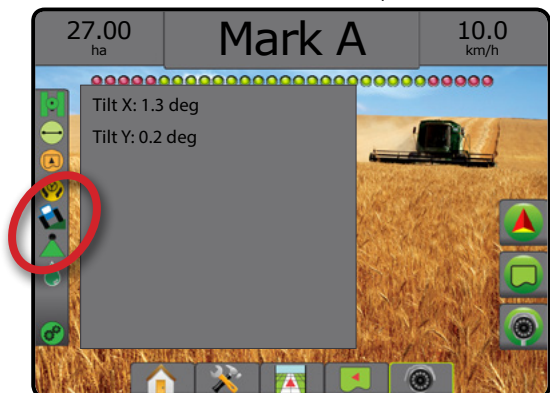 27.00
ha
Mark A
10.0
km/h
Tilt X: 1.3 deg
Tilt Y: 0.2 deg